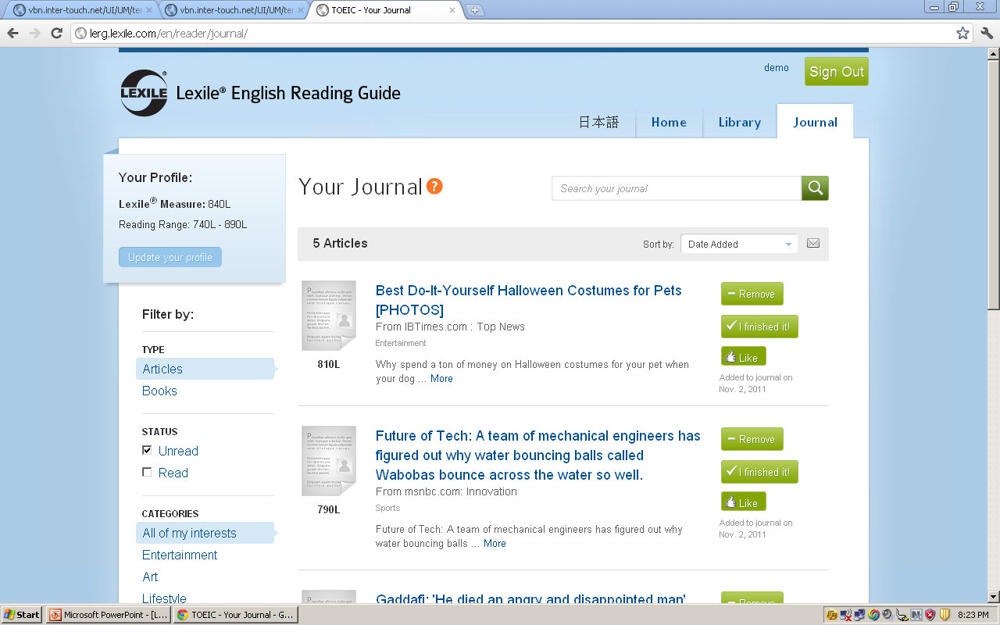 vbn.inter-touch.net/UI/UM/ter
vbn.inter-touch.net/UI/UM/ter
TOEIC - Your Journal
lerg.lexile.com/en/reader/journal/
LEXILE®
Lexile® English Reading Guide
demo
Sign Out
日本語
Home
Library
Journal
Your Profile:
Lexile® Measure: 840L
Reading Range: 740L - 890L
Update your profile
Filter by:
TYPE
Articles
Books
STATUS
Unread
Read
CATEGORIES
All of my interests
Entertainment
Art
Lifestyle
Your Journal ?
Search your journal
5 Articles
Sort by:
Date Added
810L
Best Do-It-Yourself Halloween Costumes for Pets
[PHOTOS]
From IBTimes.com : Top News
Entertainment
Why spend a ton of money on Halloween costumes for your pet when
your dog ... More
Remove
I finished it!
Like
Added to journal on
Nov. 2, 2011
790L
Future of Tech: A team of mechanical engineers has
figured out why water bouncing balls called
Wabobas bounce across the water so well.
From msnbc.com: Innovation
Sports
Future of Tech: A team of mechanical engineers has figured out why
water bouncing balls ... More
Remove
I finished it!
Like
Added to journal on
Nov. 2, 2011
Gaddafi: 'He died an angry and disappointed man'
Remove
Start
Microsoft PowerPoint - [L...
TOEIC - Your Journal - G...
8:23 PM